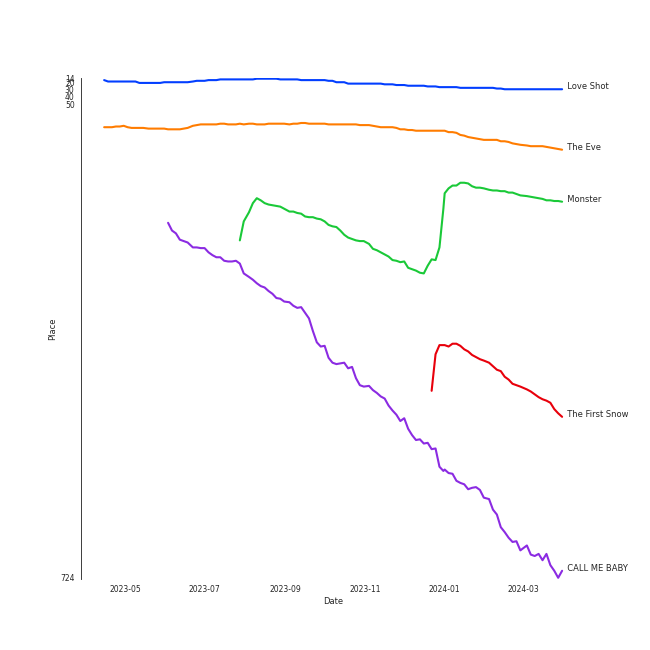 14
20
30
40
50
Love Shot
The Eve
Monster
Place
The First Snow
CALL ME BABY
724
2023-05
2023-07
2023-09
2023-11
2024-01
2024-03
Date